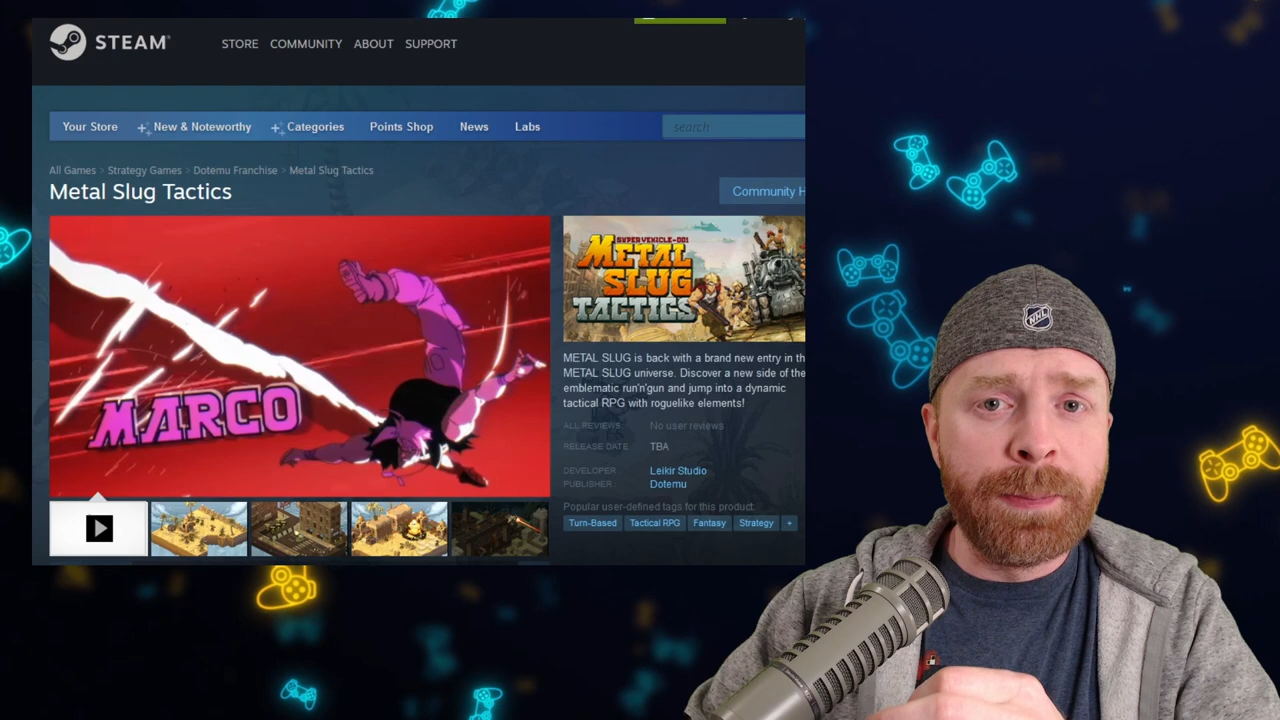 STEAM
STORE COMMUNITY ABOUT SUPPORT
Your Store New & Noteworthy Categories Points Shop News Labs search
All Games > Strategy Games > Dotemu Franchise > Metal Slug Tactics
Metal Slug Tactics
Community H
MARCO
SUPER VEHICLE-001
METAL
SLUG
TACTICS
METAL SLUG is back with a brand new entry in th
METAL SLUG universe. Discover a new side of the
emblematic run'n'gun and jump into a dynamic
tactical RPG with roguelike elements!
ALL REVIEWS: No user reviews
RELEASE DATE: TBA
DEVELOPER: Leikir Studio
PUBLISHER: Dotemu
Popular user-defined tags for this product:
Turn-Based Tactical RPG Fantasy Strategy +
NHL